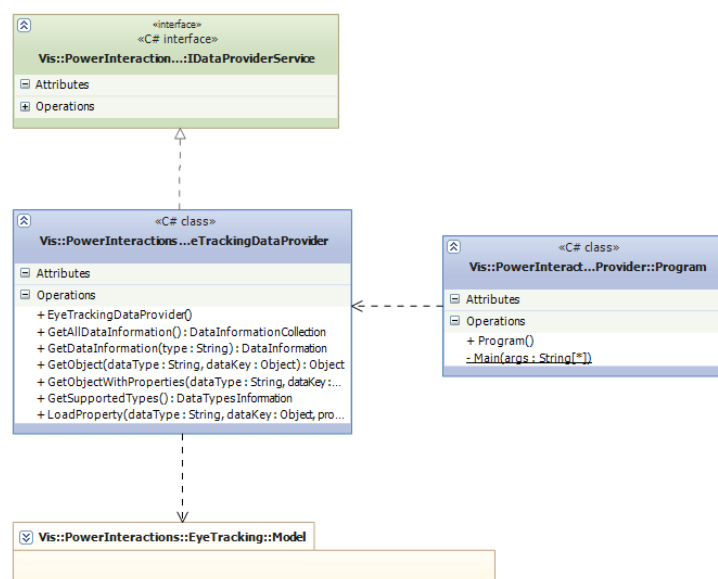 «interface»
«C# interface»
Vis::PowerInteraction...:IDataProviderService
Attributes
Operations
«C# class»
Vis::PowerInteractions...eTrackingDataProvider
Attributes
Operations
+ EyeTrackingDataProvider()
+ GetAllDataInformation() : DataInformationCollection
+ GetDataInformation(type : String) : DataInformation
+ GetObject(dataType : String, dataKey : Object) : Object
+ GetObjectWithProperties(dataType : String, dataKey :...
+ GetSupportedTypes() : DataTypesInformation
+ LoadProperty(dataType : String, dataKey : Object, pro...
«C# class»
Vis::PowerInteract...Provider::Program
Attributes
Operations
+ Program()
- Main(args : String[*])
Vis::PowerInteractions::EyeTracking::Model